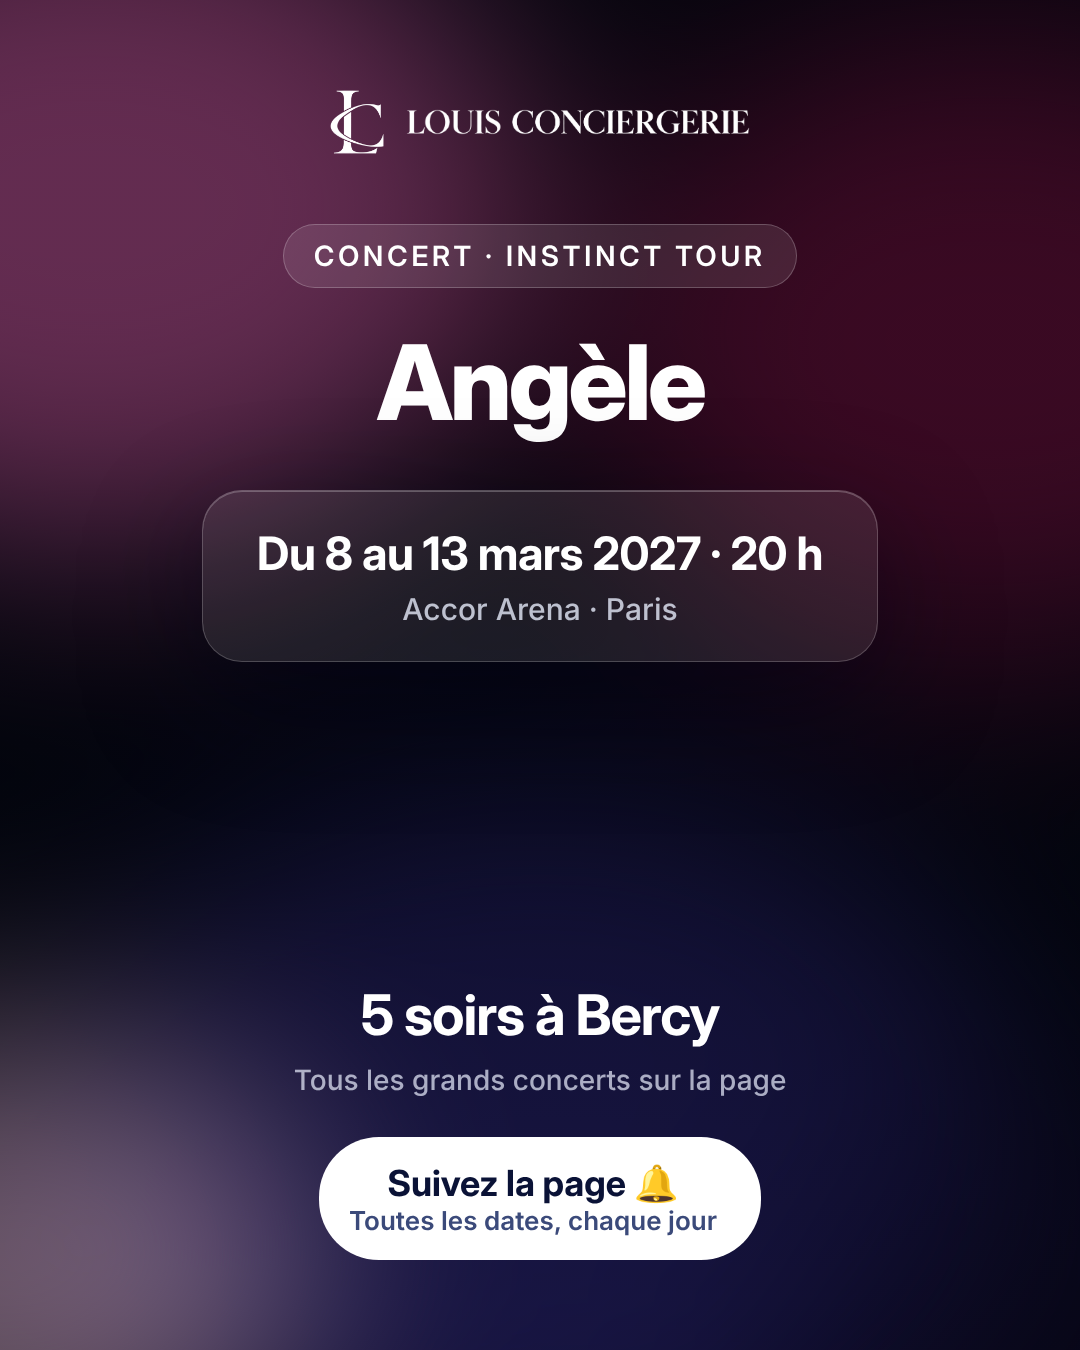 LC LOUIS CONCIERGERIE
CONCERT · INSTINCT TOUR
Angèle
Du 8 au 13 mars 2027 · 20 h
Accor Arena · Paris
5 soirs à Bercy
Tous les grands concerts sur la page
Suivez la page 🔔
Toutes les dates, chaque jour